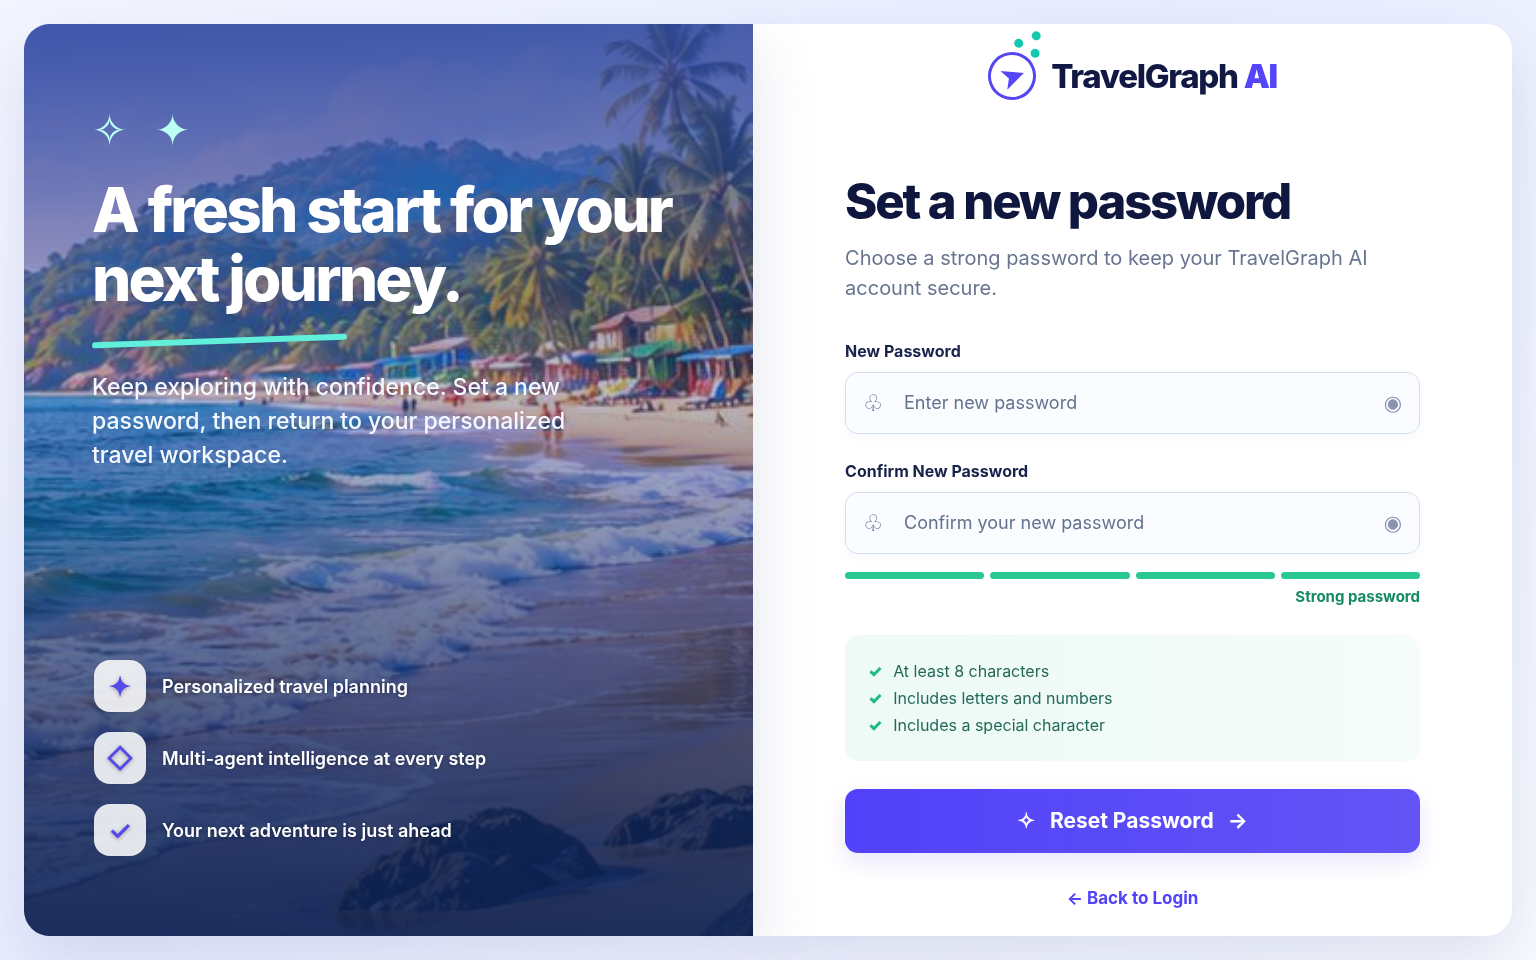 A fresh start for your
next journey.
Keep exploring with confidence. Set a new
password, then return to your personalized
travel workspace.
Personalized travel planning
Multi-agent intelligence at every step
Your next adventure is just ahead
TravelGraph AI
Set a new password
Choose a strong password to keep your TravelGraph AI
account secure.
New Password
Enter new password
Confirm New Password
Confirm your new password
Strong password
At least 8 characters
Includes letters and numbers
Includes a special character
Reset Password →
← Back to Login